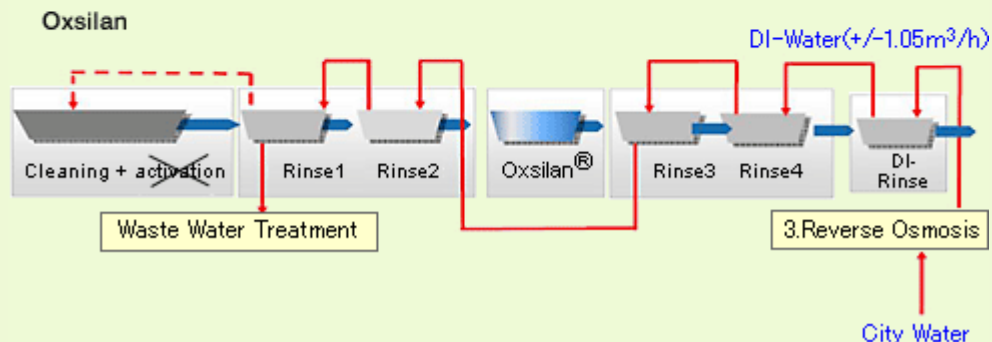 Oxsilan
DI-Water(+/-1.05m³/h)
Cleaning + activation
Rinse1
Rinse2
Oxsilan®
Rinse3
Rinse4
DI-
Rinse
Waste Water Treatment
3.Reverse Osmosis
City Water